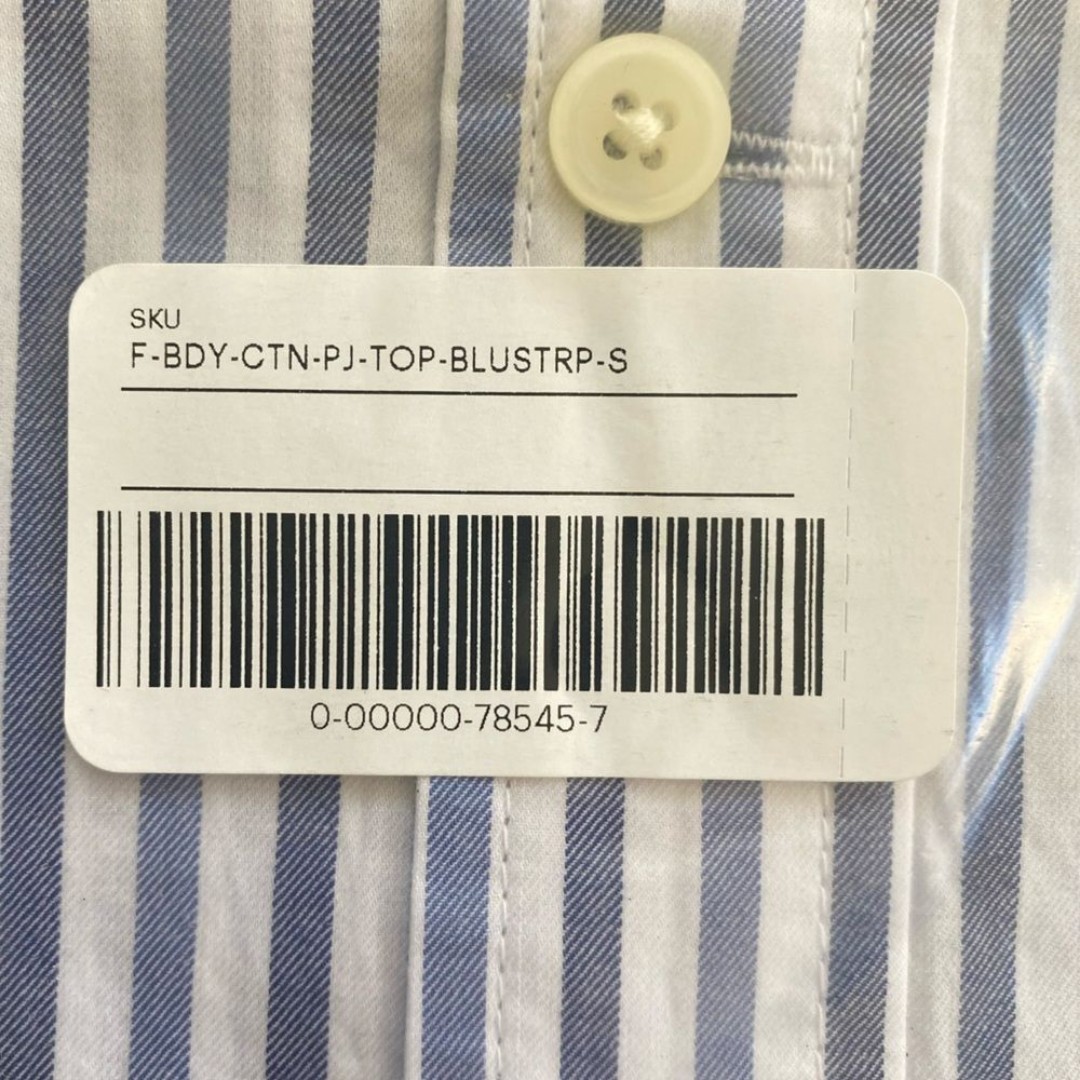 SKU
F-BDY-CTN-PJ-TOP-BLUSTRP-S
0-00000-78545-7